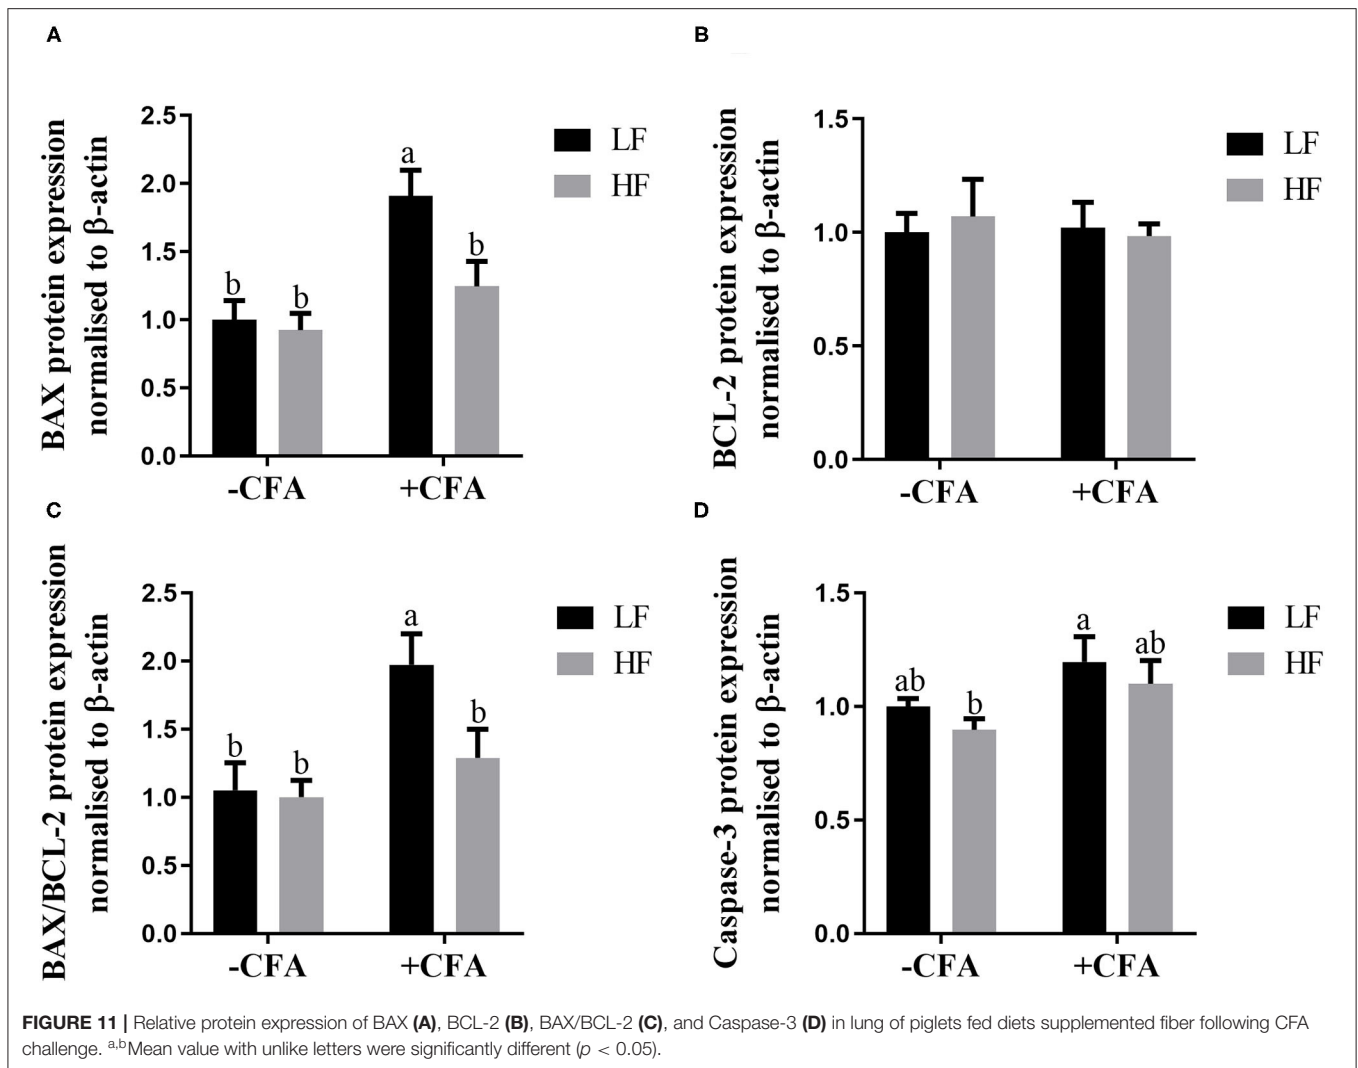 A
BAX protein expression
normalised to β-actin
2.5
2.0
1.5
1.0
0.5
0.0
b
b
a
b
-CFA
+CFA
LF
HF
B
BCL-2 protein expression
normalised to β-actin
1.5
1.0
0.5
0.0
-CFA
+CFA
LF
HF
C
BAX/BCL-2 protein expression
normalised to β-actin
2.5
2.0
1.5
1.0
0.5
0.0
b
b
a
b
-CFA
+CFA
LF
HF
D
Caspase-3 protein expression
normalised to β-actin
1.5
1.0
0.5
0.0
ab
b
a
ab
-CFA
+CFA
LF
HF
FIGURE 11 | Relative protein expression of BAX (A), BCL-2 (B), BAX/BCL-2 (C), and Caspase-3 (D) in lung of piglets fed diets supplemented fiber following CFA
challenge. a,bMean value with unlike letters were significantly different (p < 0.05).